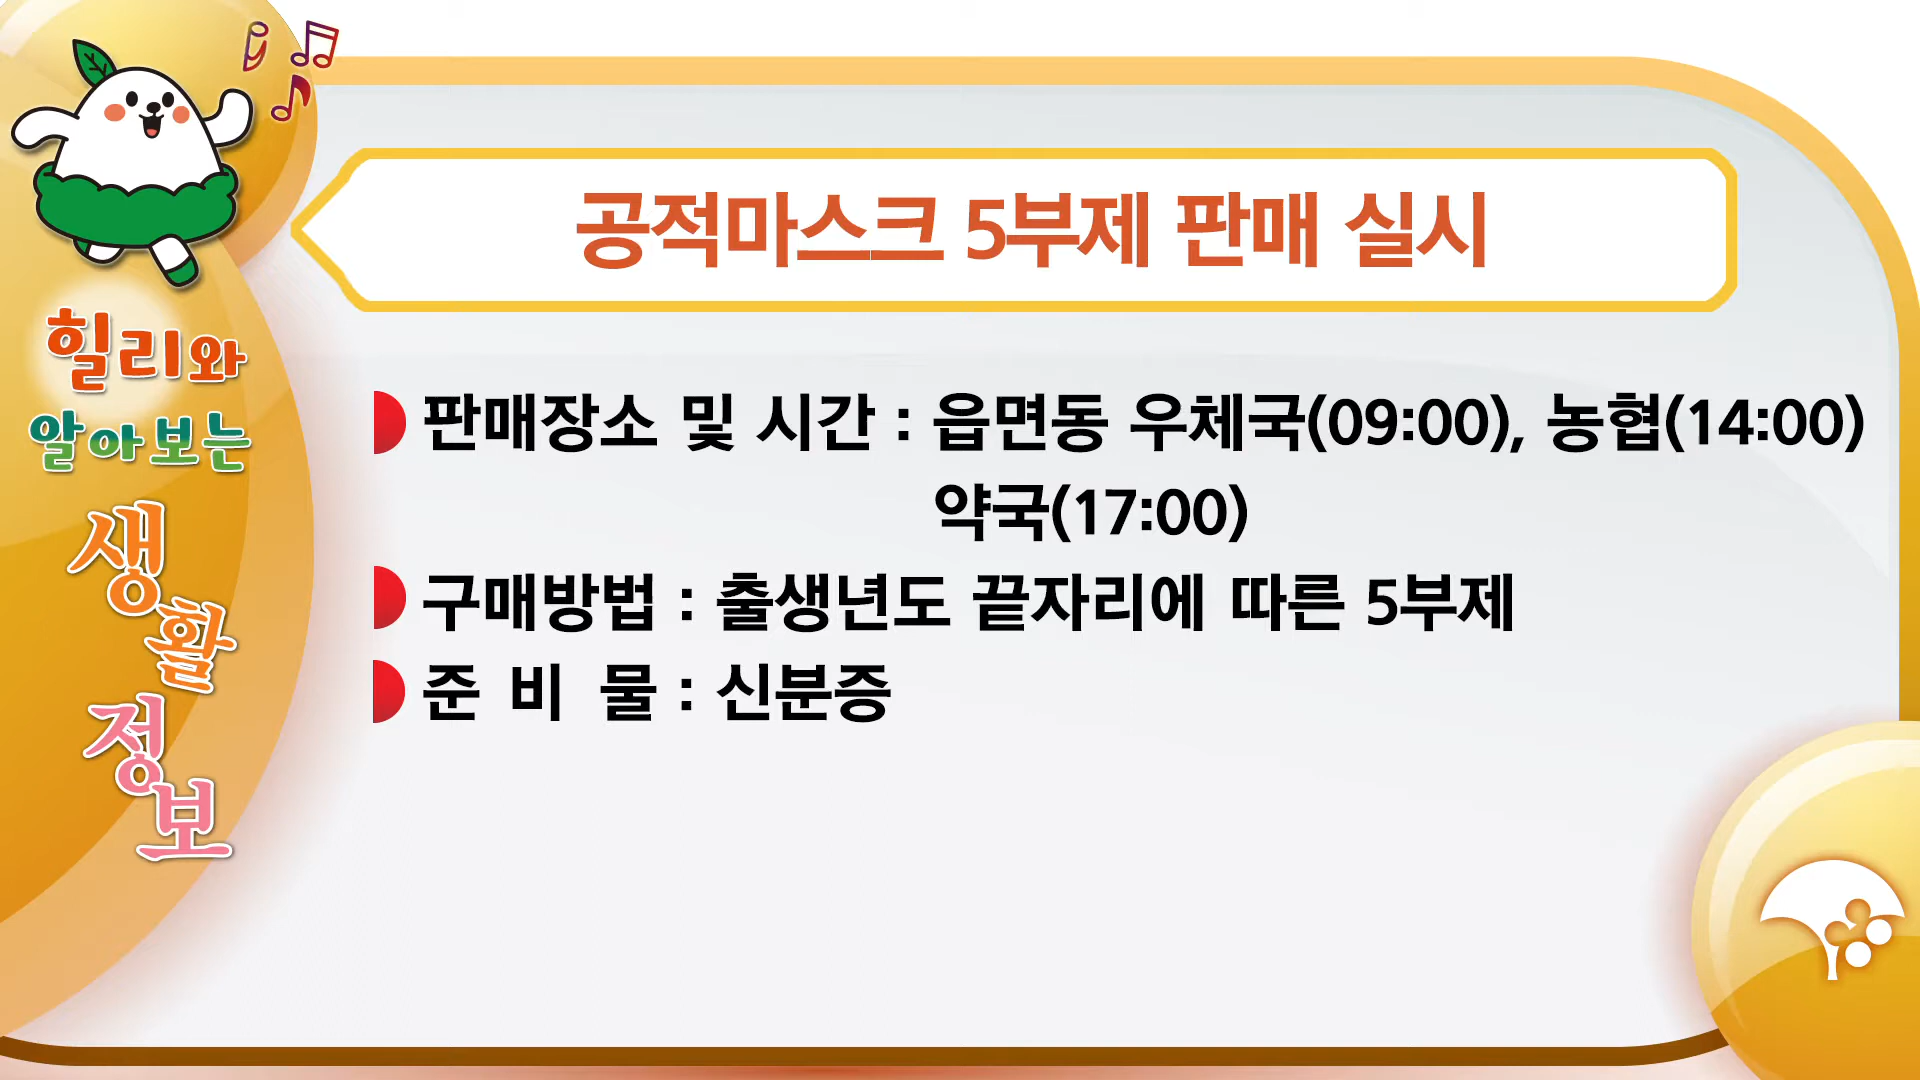 힐리와
알아보는
생활
정보
공적마스크 5부제 판매 실시
판매장소 및 시간 : 읍면동 우체국(09:00), 농협(14:00)
약국(17:00)
구매방법 : 출생년도 끝자리에 따른 5부제
준 비 물 : 신분증